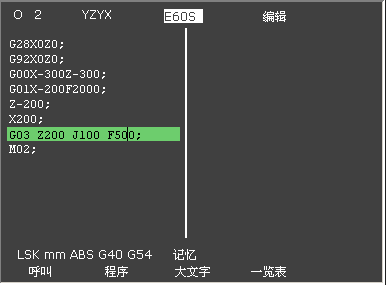 O 2 YZYX E60S 编辑
G28X0Z0;
G92X0Z0;
G00X-300Z-300;
G01X-200F2000;
Z-200;
X200;
G03 Z200 J100 F500;
M02;
LSK mm ABS G40 G54 记忆
呼叫 程序 大文字 一览表